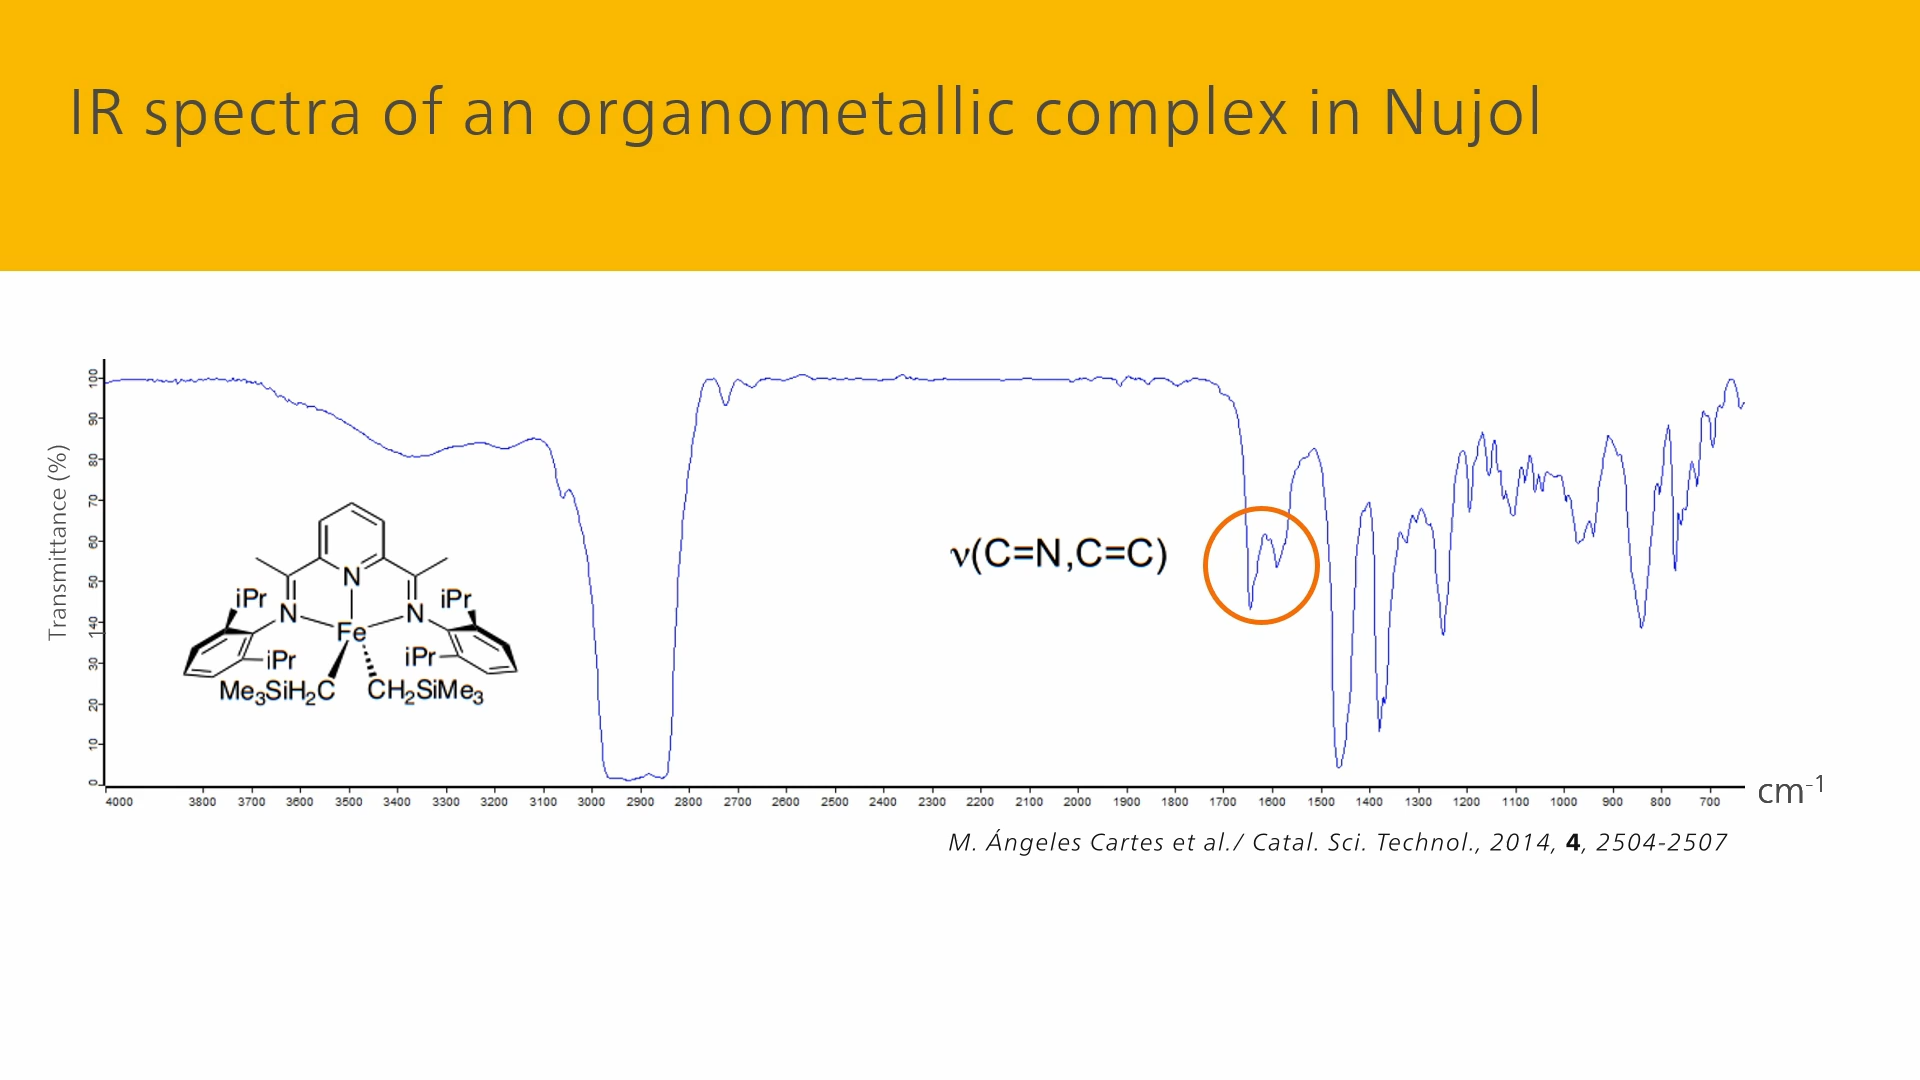 IR spectra of an organometallic complex in Nujol
Transmittance (%)
100
90
80
70
60
50
140
30
20
10
0
N
iPr
iPr
N
N
Fe
iPr
iPr
Me₃SiH₂C
CH₂SiMe₃
ν(C=N,C=C)
4000 3800 3700 3600 3500 3400 3300 3200 3100 3000 2900 2800 2700 2600 2500 2400 2300 2200 2100 2000 1900 1800 1700 1600 1500 1400 1300 1200 1100 1000 900 800 700
cm⁻¹
M. Ángeles Cartes et al./ Catal. Sci. Technol., 2014, 4, 2504-2507